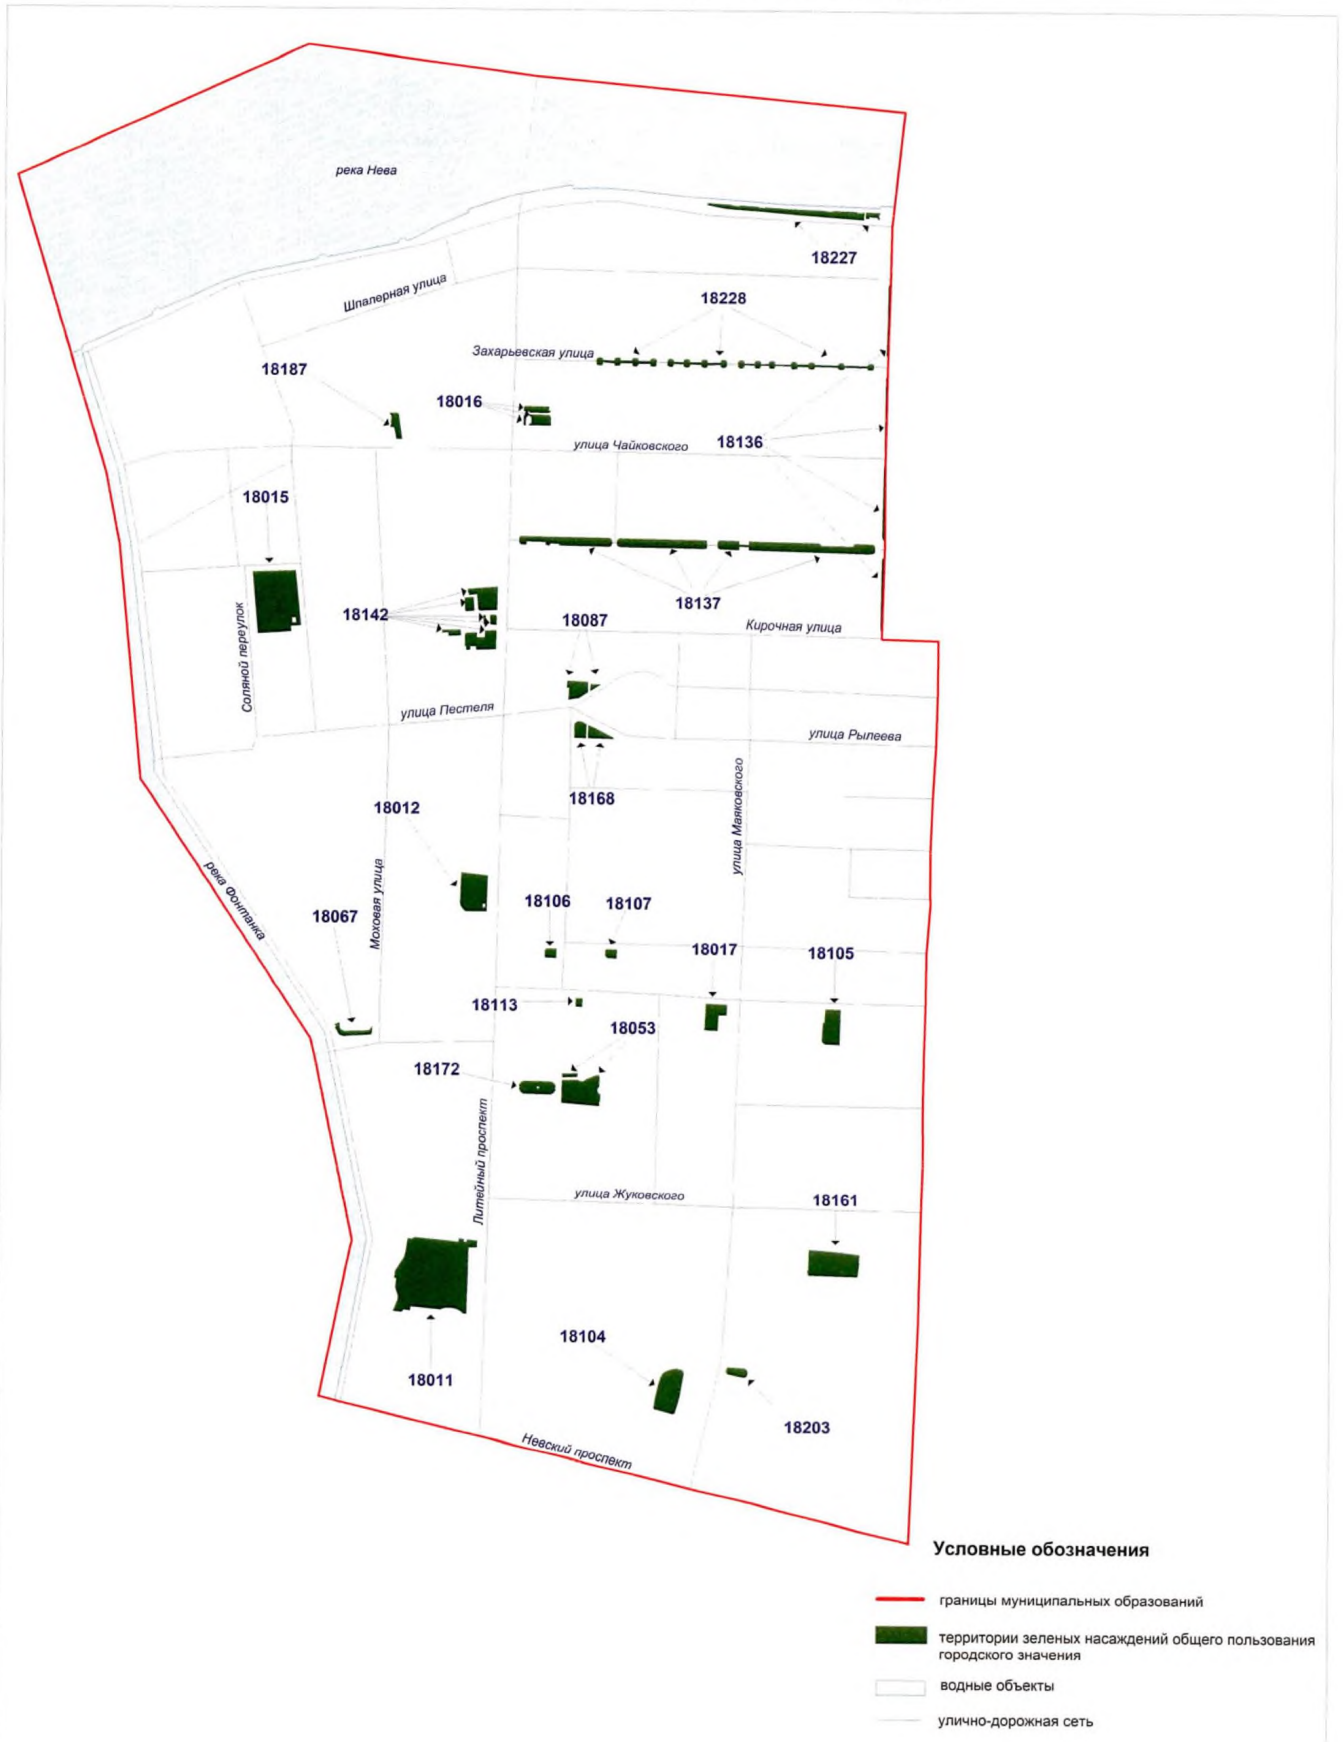 река Нева
18227
Шпалерная улица
18228
Захарьевская улица
18187
18016
улица Чайковского
18136
18015
18142
18137
18087
Кирочная улица
Соляной переулок
улица Пестеля
улица Рылеева
18168
улица Маяковского
18012
река Фонтанка
Моховая улица
18067
18106
18107
18017
18105
18113
18053
18172
Литейный проспект
улица Жуковского
18161
18104
18011
18203
Невский проспект
Условные обозначения
границы муниципальных образований
территории зеленых насаждений общего пользования
городского значения
водные объекты
улично-дорожная сеть